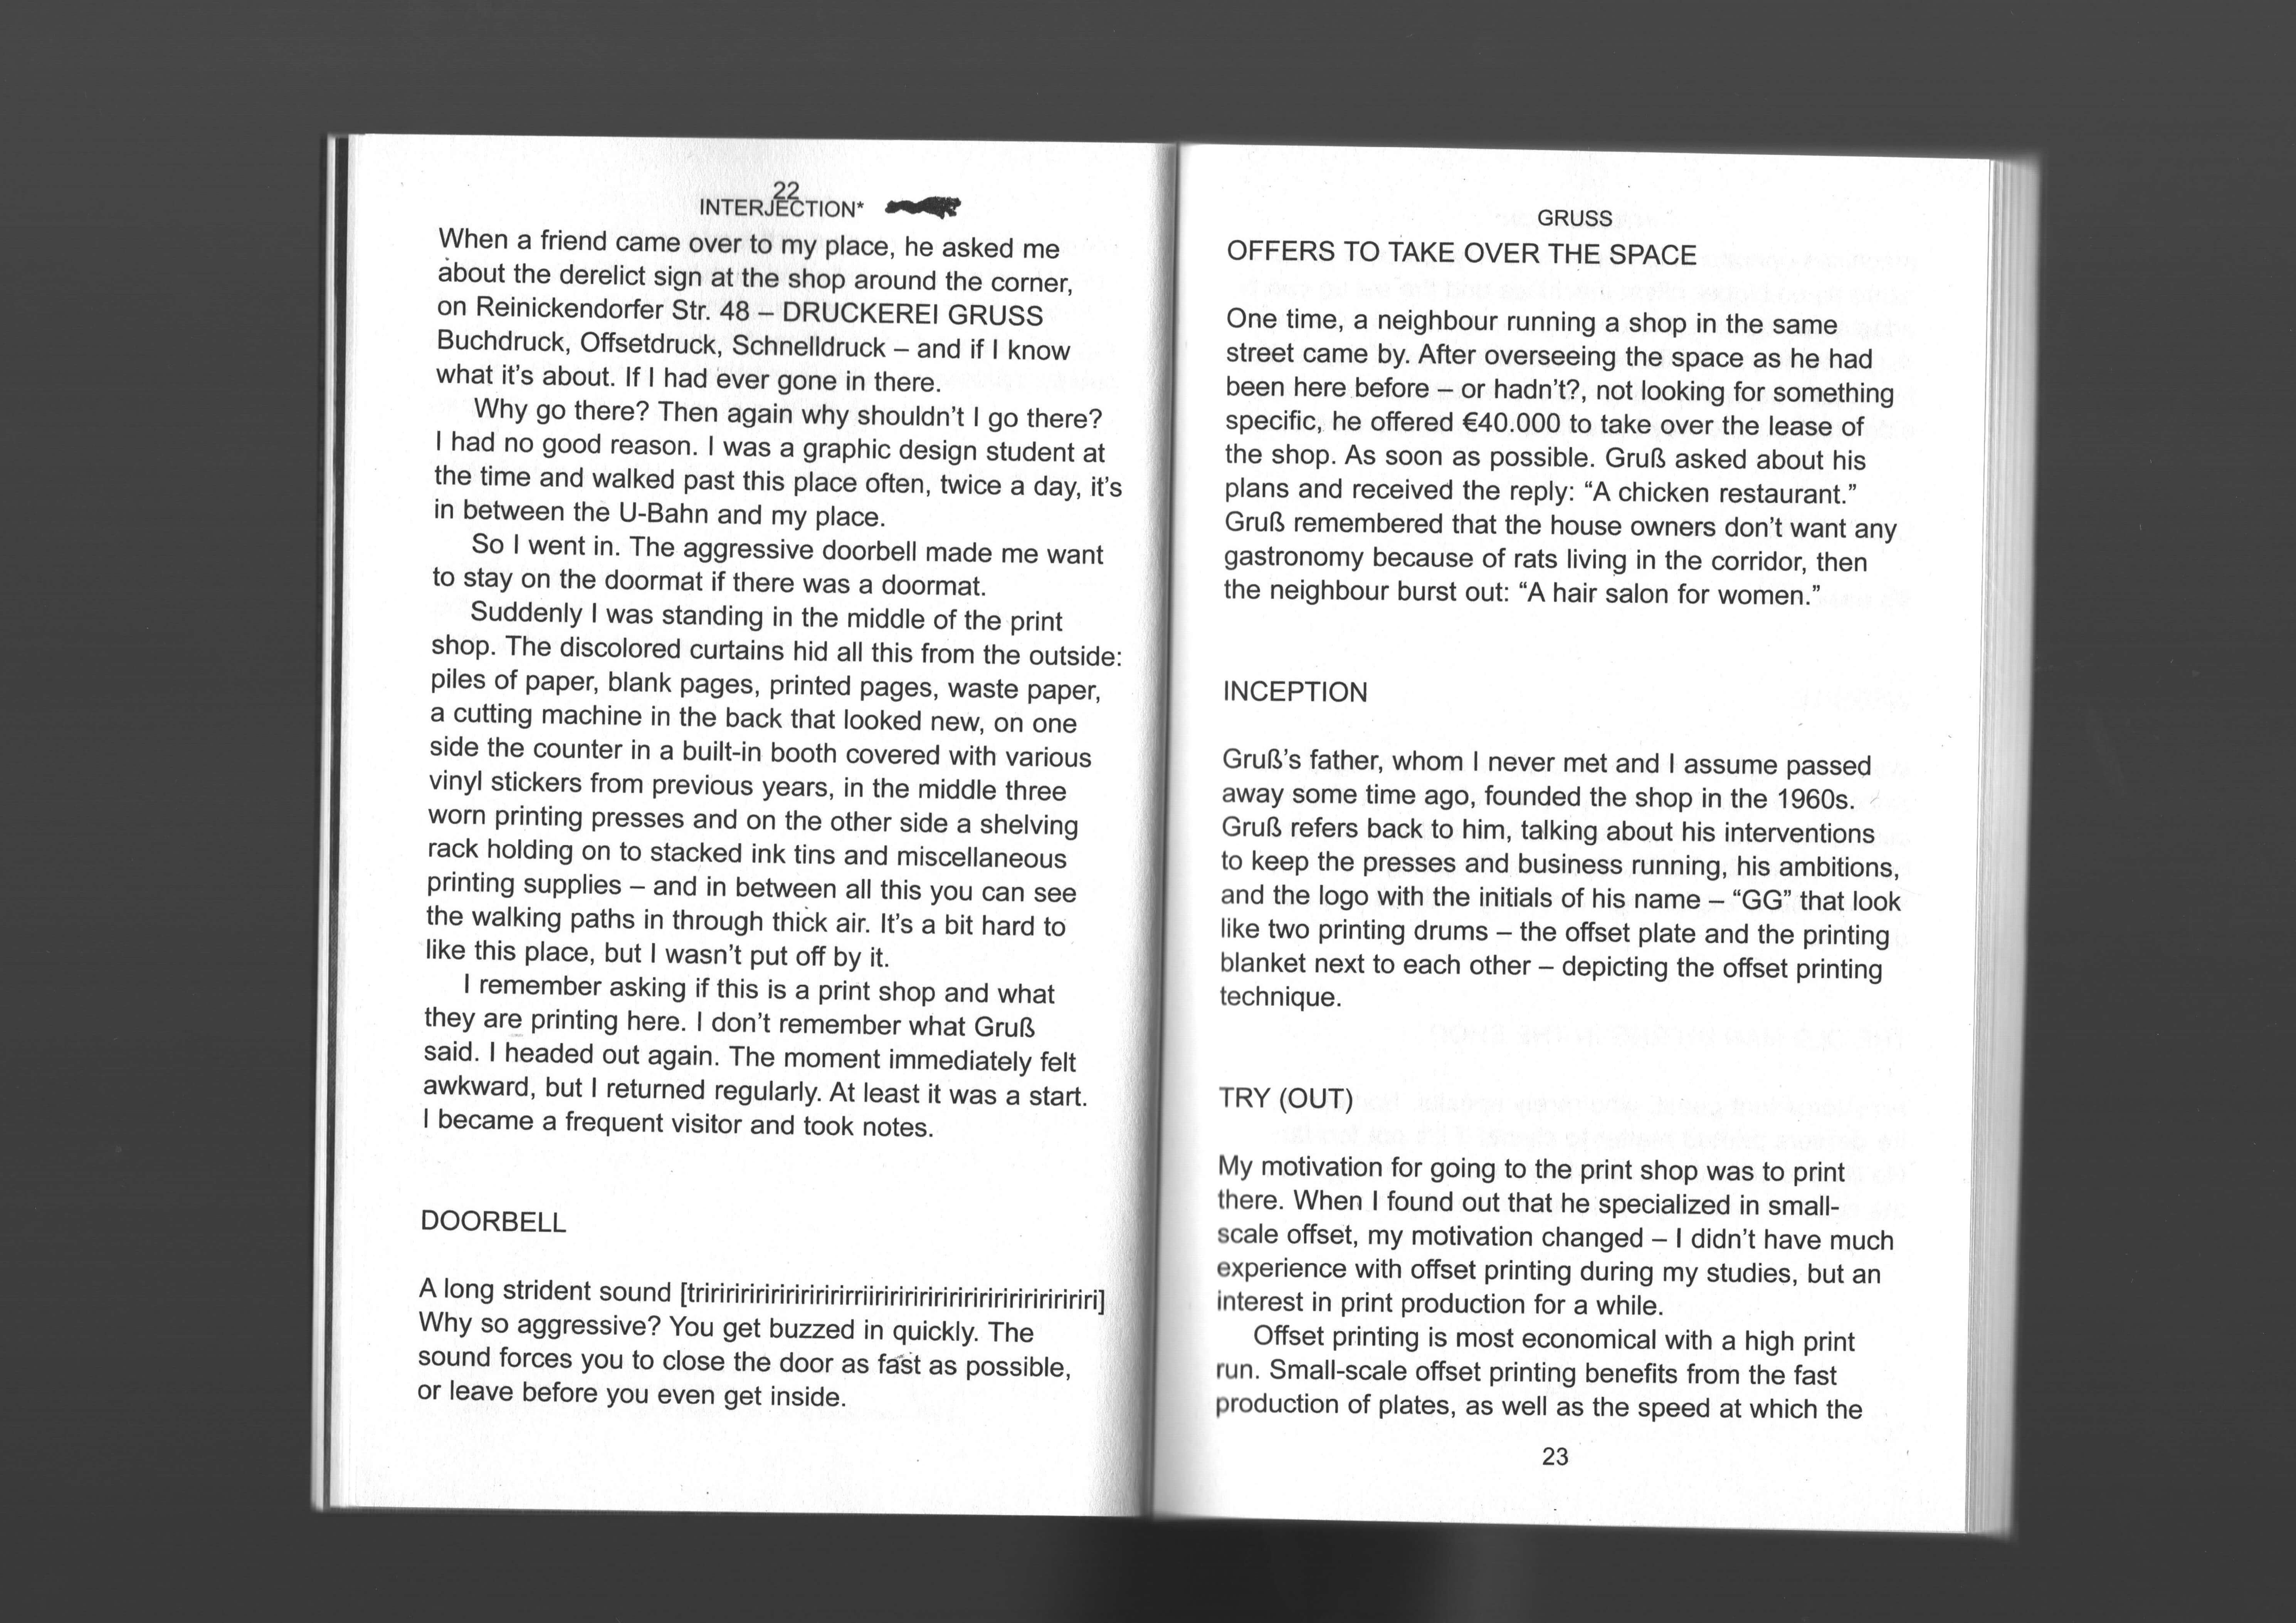 22
INTERJECTION*
When a friend came over to my place, he asked me
about the derelict sign at the shop around the corner,
on Reinickendorfer Str. 48 – DRUCKEREI GRUSS
Buchdruck, Offsetdruck, Schnelldruck – and if I know
what it’s about. If I had ever gone in there.
Why go there? Then again why shouldn’t I go there?
I had no good reason. I was a graphic design student at
the time and walked past this place often, twice a day, it’s
in between the U-Bahn and my place.
So I went in. The aggressive doorbell made me want
to stay on the doormat if there was a doormat.
Suddenly I was standing in the middle of the print
shop. The discolored curtains hid all this from the outside:
piles of paper, blank pages, printed pages, waste paper,
a cutting machine in the back that looked new, on one
side the counter in a built-in booth covered with various
vinyl stickers from previous years, in the middle three
worn printing presses and on the other side a shelving
rack holding on to stacked ink tins and miscellaneous
printing supplies – and in between all this you can see
the walking paths in through thick air. It’s a bit hard to
like this place, but I wasn’t put off by it.
I remember asking if this is a print shop and what
they are printing here. I don’t remember what Gruß
said. I headed out again. The moment immediately felt
awkward, but I returned regularly. At least it was a start.
I became a frequent visitor and took notes.
DOORBELL
A long strident sound [triririririririririririrriiriririririririririririririririri]
Why so aggressive? You get buzzed in quickly. The
sound forces you to close the door as fast as possible,
or leave before you even get inside.
GRUSS
OFFERS TO TAKE OVER THE SPACE
One time, a neighbour running a shop in the same
street came by. After overseeing the space as he had
been here before – or hadn’t?, not looking for something
specific, he offered €40.000 to take over the lease of
the shop. As soon as possible. Gruß asked about his
plans and received the reply: “A chicken restaurant.”
Gruß remembered that the house owners don’t want any
gastronomy because of rats living in the corridor, then
the neighbour burst out: “A hair salon for women.”
INCEPTION
Gruß’s father, whom I never met and I assume passed
away some time ago, founded the shop in the 1960s.
Gruß refers back to him, talking about his interventions
to keep the presses and business running, his ambitions,
and the logo with the initials of his name – “GG” that look
like two printing drums – the offset plate and the printing
blanket next to each other – depicting the offset printing
technique.
TRY (OUT)
My motivation for going to the print shop was to print
there. When I found out that he specialized in small-
scale offset, my motivation changed – I didn’t have much
experience with offset printing during my studies, but an
interest in print production for a while.
Offset printing is most economical with a high print
run. Small-scale offset printing benefits from the fast
production of plates, as well as the speed at which the
23